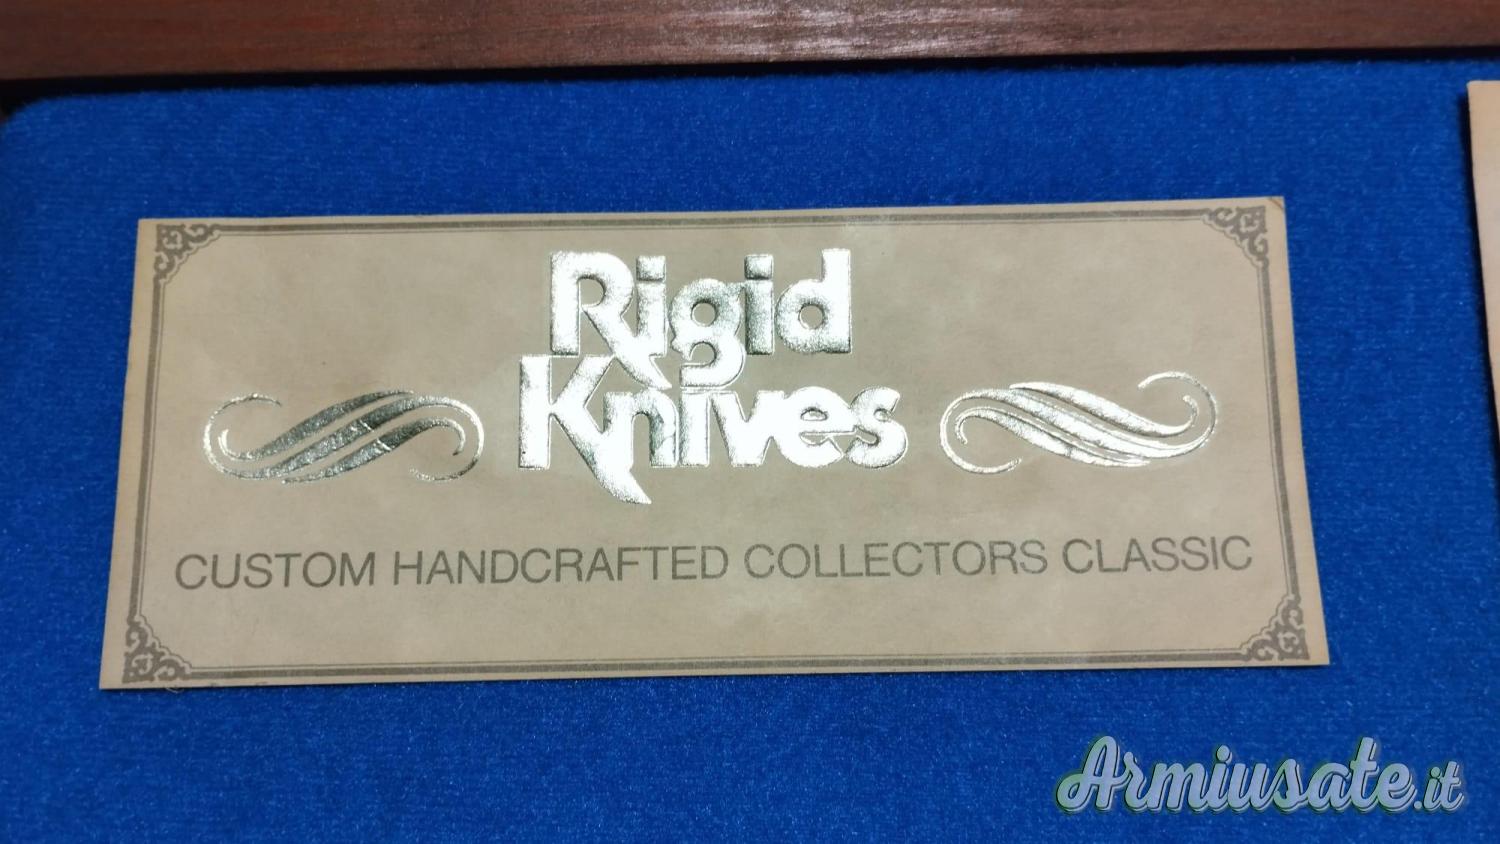 Rigid
Knives
CUSTOM HANDCRAFTED COLLECTORS CLASSIC
Armiusate.it